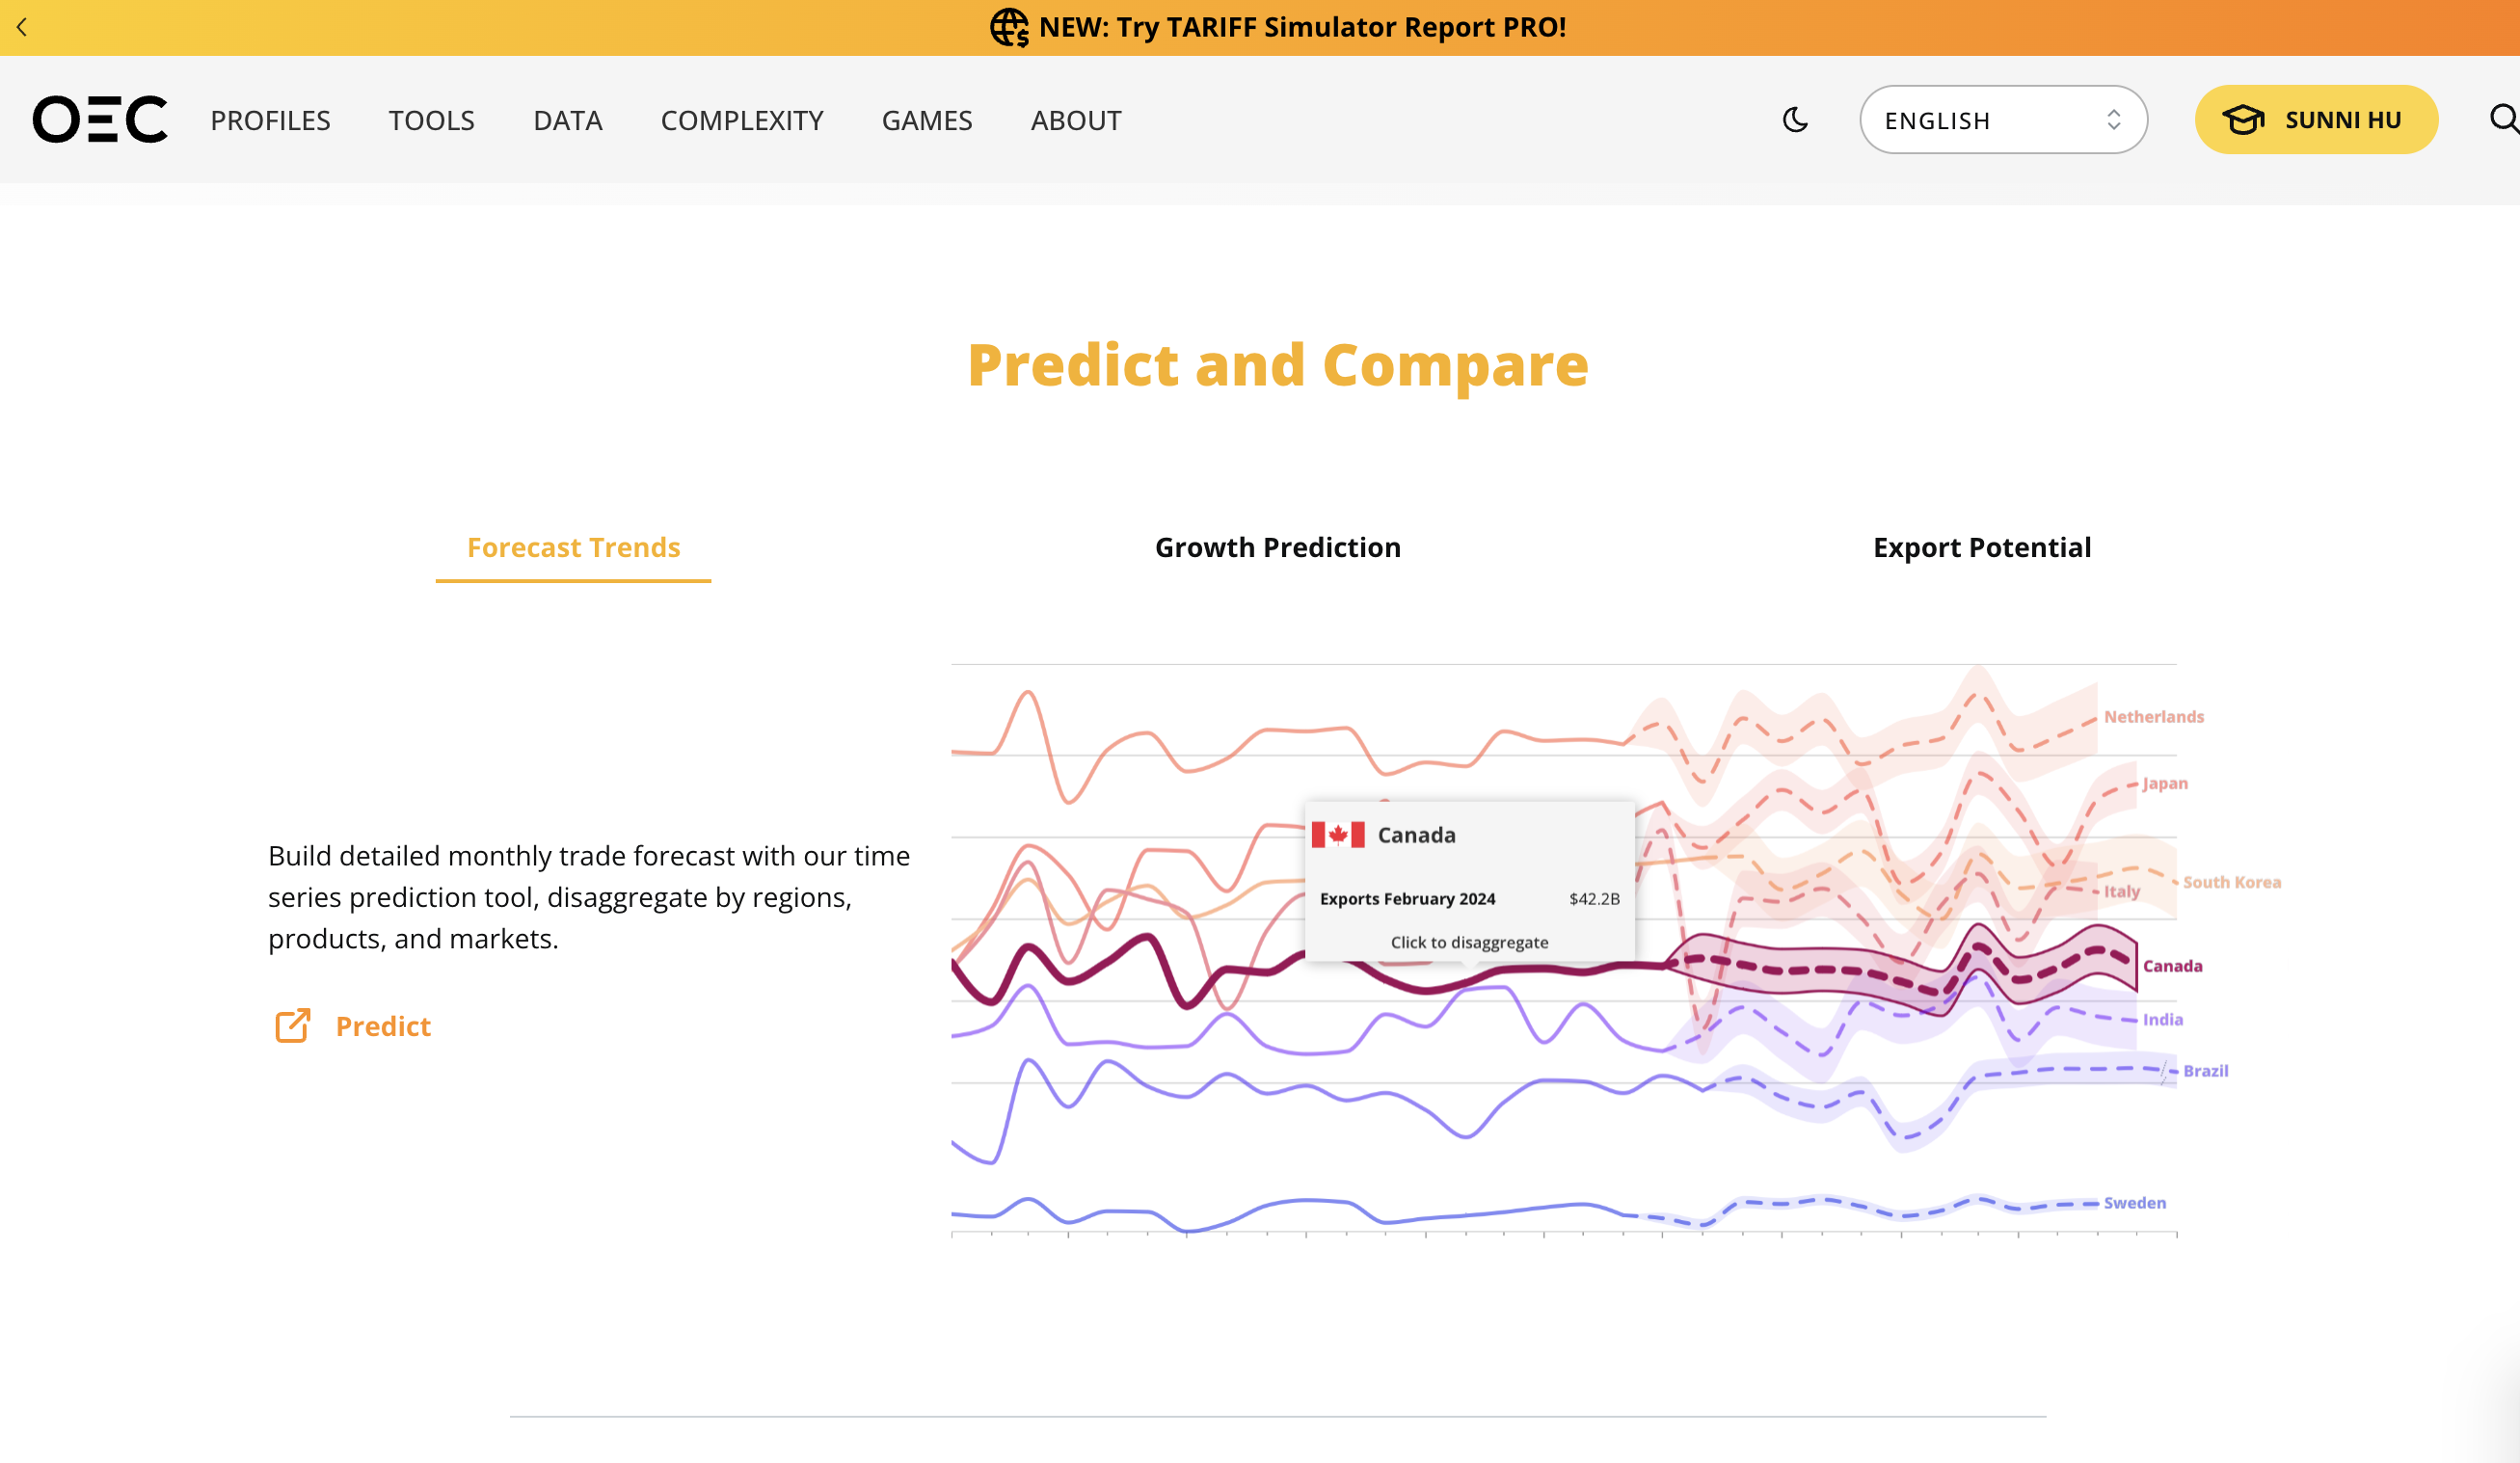 NEW: Try TARIFF Simulator Report PRO!
OEC
PROFILES
TOOLS
DATA
COMPLEXITY
GAMES
ABOUT
ENGLISH
SUNNI HU
Predict and Compare
Forecast Trends
Growth Prediction
Export Potential
Build detailed monthly trade forecast with our time
series prediction tool, disaggregate by regions,
products, and markets.
Predict
Canada
Exports February 2024 $42.2B
Click to disaggregate
Netherlands
Japan
South Korea
Italy
Canada
India
Brazil
Sweden